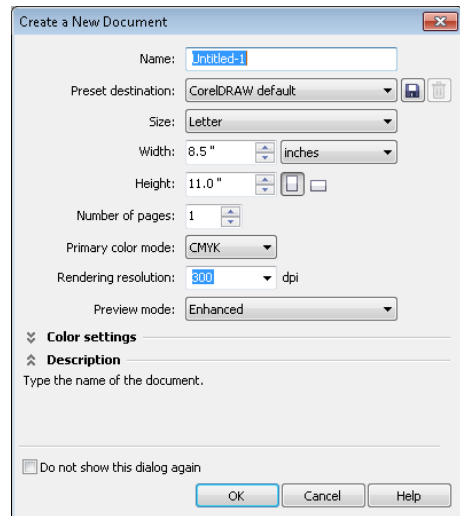 Create a New Document
Name: Untitled-1
Preset destination: CorelDRAW default
Size: Letter
Width: 8.5 " inches
Height: 11.0 "
Number of pages: 1
Primary color mode: CMYK
Rendering resolution: 300 dpi
Preview mode: Enhanced
Color settings
Description
Type the name of the document.
Do not show this dialog again
OK Cancel Help